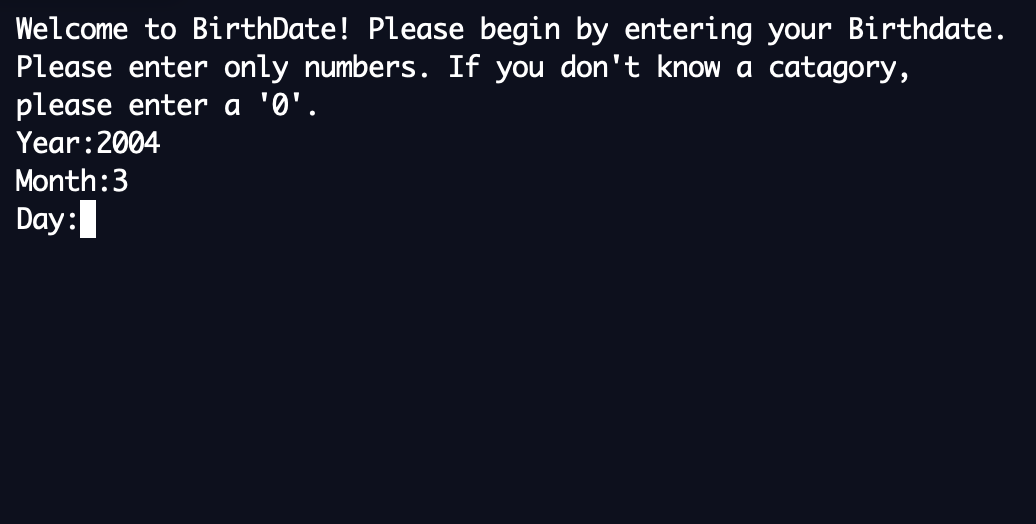 Welcome to BirthDate! Please begin by entering your Birthdate.
Please enter only numbers. If you don't know a catagory,
please enter a '0'.
Year:2004
Month:3
Day: